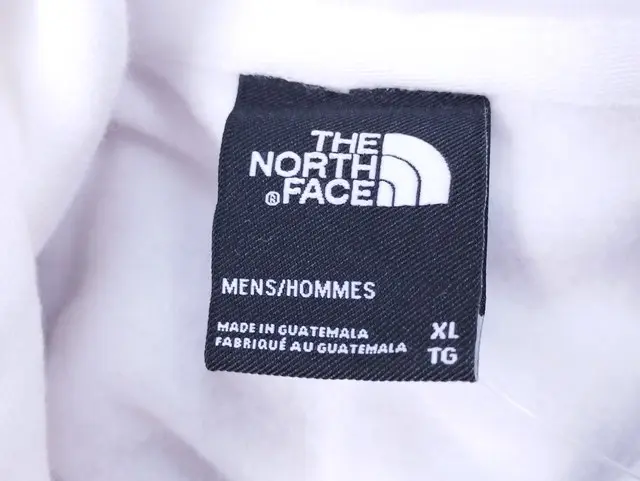 THE
NORTH
® FACE
MENS/HOMMES
MADE IN GUATEMALA
FABRIQUÉ AU GUATEMALA
XL
TG